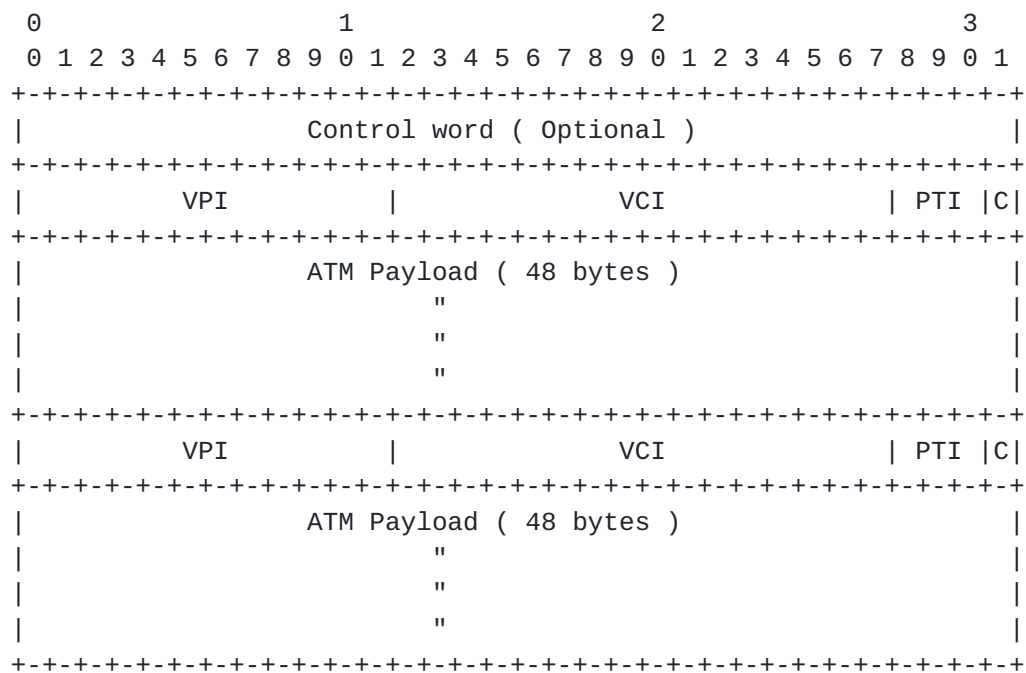 0                   1                   2                   3
 0 1 2 3 4 5 6 7 8 9 0 1 2 3 4 5 6 7 8 9 0 1 2 3 4 5 6 7 8 9 0 1
+-+-+-+-+-+-+-+-+-+-+-+-+-+-+-+-+-+-+-+-+-+-+-+-+-+-+-+-+-+-+-+-+
|                  Control word ( Optional )                    |
+-+-+-+-+-+-+-+-+-+-+-+-+-+-+-+-+-+-+-+-+-+-+-+-+-+-+-+-+-+-+-+-+
|          VPI          |              VCI              | PTI |C|
+-+-+-+-+-+-+-+-+-+-+-+-+-+-+-+-+-+-+-+-+-+-+-+-+-+-+-+-+-+-+-+-+
|                  ATM Payload ( 48 bytes )                     |
|                          "                                    |
|                          "                                    |
|                          "                                    |
+-+-+-+-+-+-+-+-+-+-+-+-+-+-+-+-+-+-+-+-+-+-+-+-+-+-+-+-+-+-+-+-+
|          VPI          |              VCI              | PTI |C|
+-+-+-+-+-+-+-+-+-+-+-+-+-+-+-+-+-+-+-+-+-+-+-+-+-+-+-+-+-+-+-+-+
|                  ATM Payload ( 48 bytes )                     |
|                          "                                    |
|                          "                                    |
|                          "                                    |
+-+-+-+-+-+-+-+-+-+-+-+-+-+-+-+-+-+-+-+-+-+-+-+-+-+-+-+-+-+-+-+-+